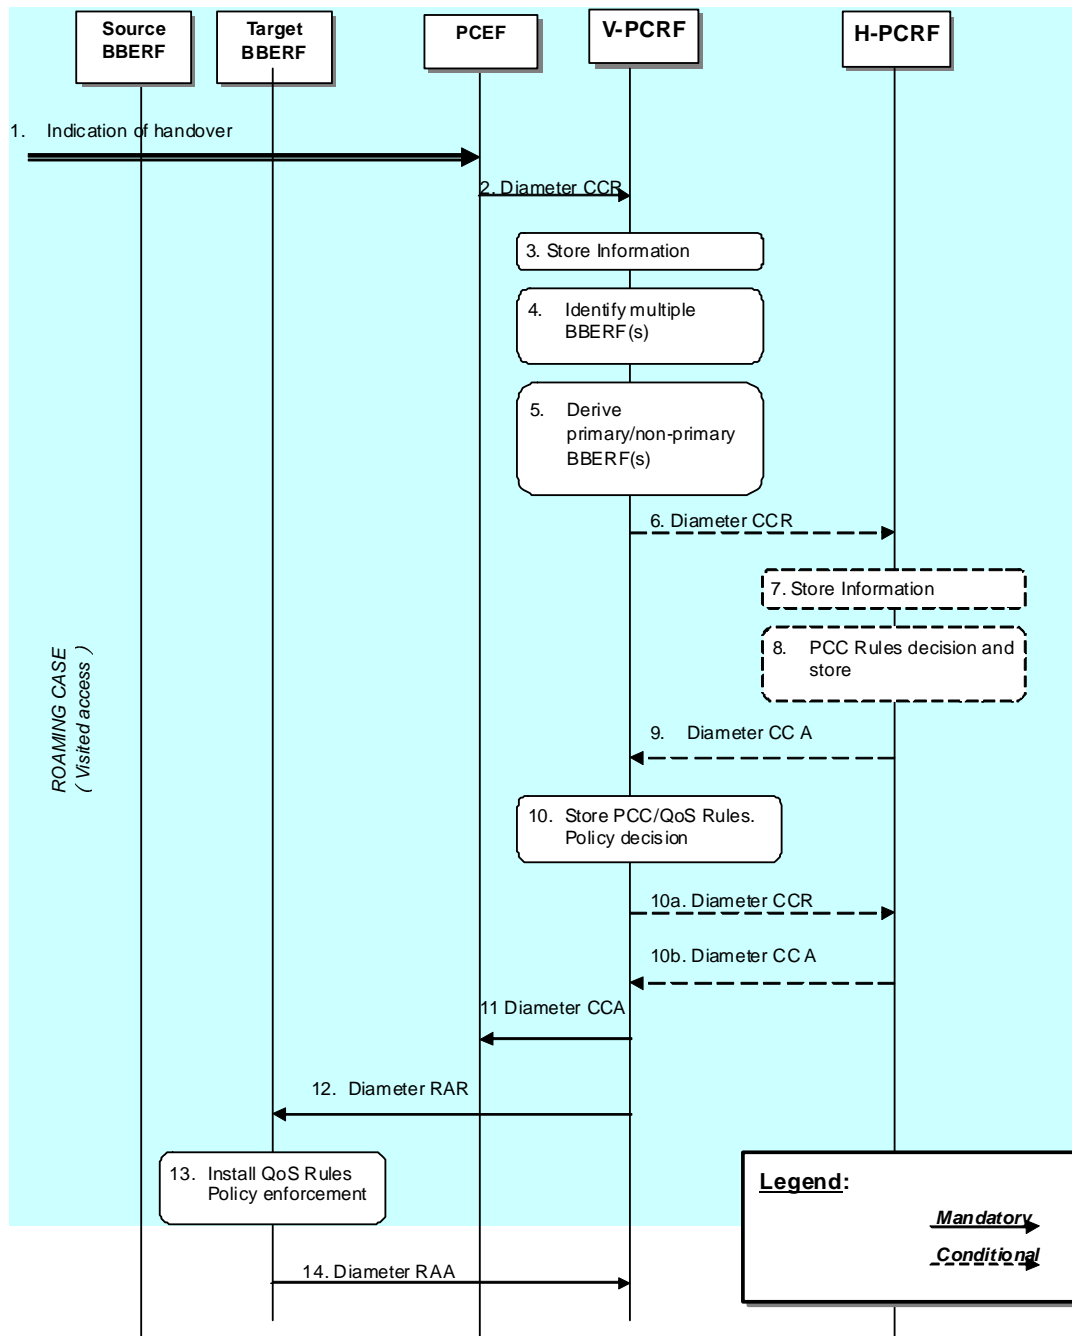 Source
BBERF
Target
BBERF
PCEF
V-PCRF
H-PCRF
1. Indication of handover
2. Diameter CCR
3. Store Information
4. Identify multiple
BBERF(s)
5. Derive
primary/non-primary
BBERF(s)
6. Diameter CCR
7. Store Information
8. PCC Rules decision and
store
9. Diameter CC A
10. Store PCC/QoS Rules.
Policy decision
10a. Diameter CCR
10b. Diameter CC A
11 Diameter CCA
12. Diameter RAR
13. Install QoS Rules
Policy enforcement
14. Diameter RAA
ROAMING CASE
( Visited access )
Legend:
Mandatory
Conditional